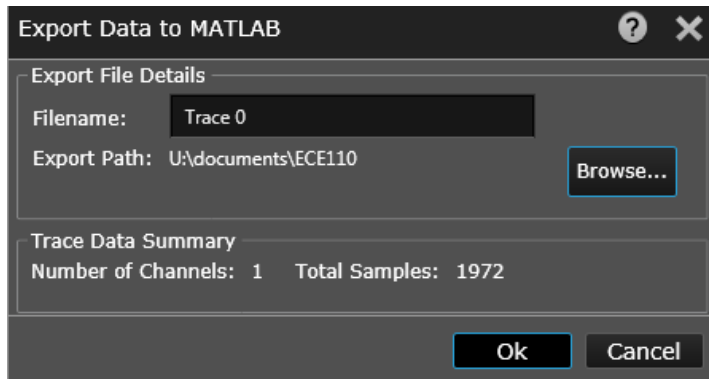 Export Data to MATLAB ?
Export File Details
Filename: Trace 0
Export Path: U:\documents\ECE110
Browse...
Trace Data Summary
Number of Channels: 1 Total Samples: 1972
Ok Cancel